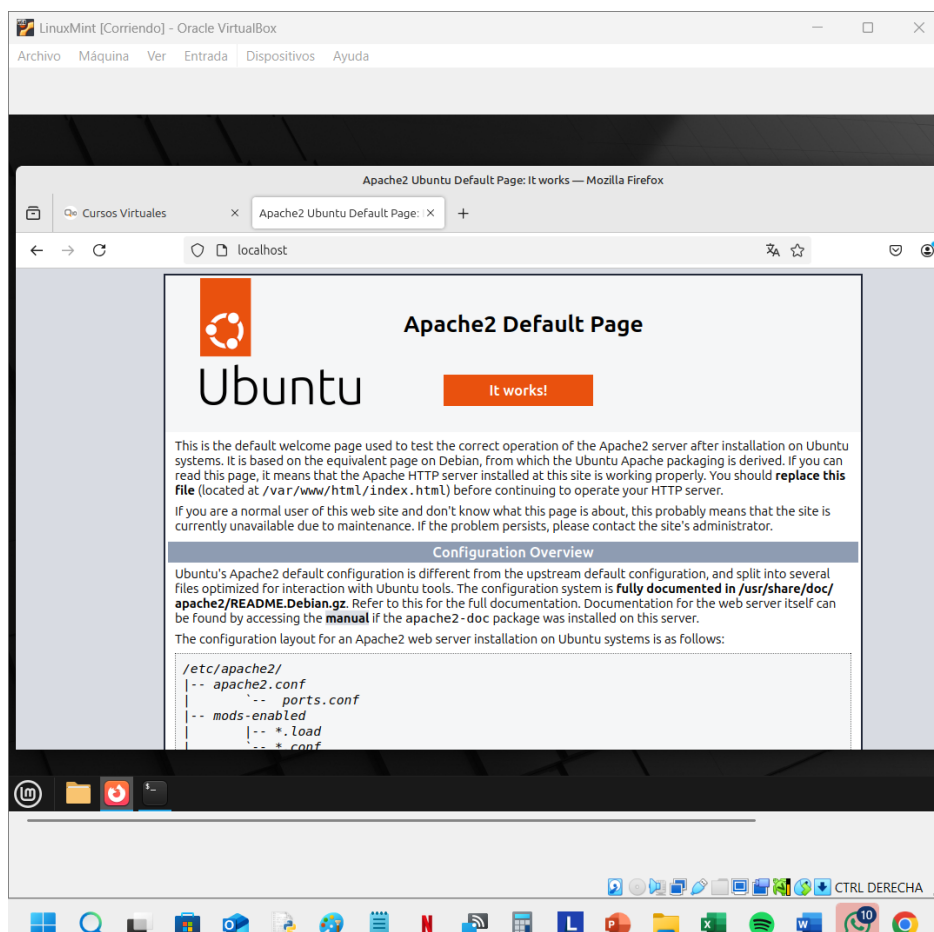 LinuxMint [Corriendo] - Oracle VirtualBox
Archivo Máquina Ver Entrada Dispositivos Ayuda
Apache2 Ubuntu Default Page: It works — Mozilla Firefox
Cursos Virtuales
Apache2 Ubuntu Default Page:
localhost
Apache2 Default Page
Ubuntu
It works!
This is the default welcome page used to test the correct operation of the Apache2 server after installation on Ubuntu
systems. It is based on the equivalent page on Debian, from which the Ubuntu Apache packaging is derived. If you can
read this page, it means that the Apache HTTP server installed at this site is working properly. You should replace this
file (located at /var/www/html/index.html) before continuing to operate your HTTP server.
If you are a normal user of this web site and don't know what this page is about, this probably means that the site is
currently unavailable due to maintenance. If the problem persists, please contact the site's administrator.
Configuration Overview
Ubuntu's Apache2 default configuration is different from the upstream default configuration, and split into several
files optimized for interaction with Ubuntu tools. The configuration system is fully documented in /usr/share/doc/
apache2/README.Debian.gz. Refer to this for the full documentation. Documentation for the web server itself can
be found by accessing the manual if the apache2-doc package was installed on this server.
The configuration layout for an Apache2 web server installation on Ubuntu systems is as follows:
/etc/apache2/
|-- apache2.conf
|       `--  ports.conf
|-- mods-enabled
|       |-- *.load
|       `-- *.conf
CTRL DERECHA
10